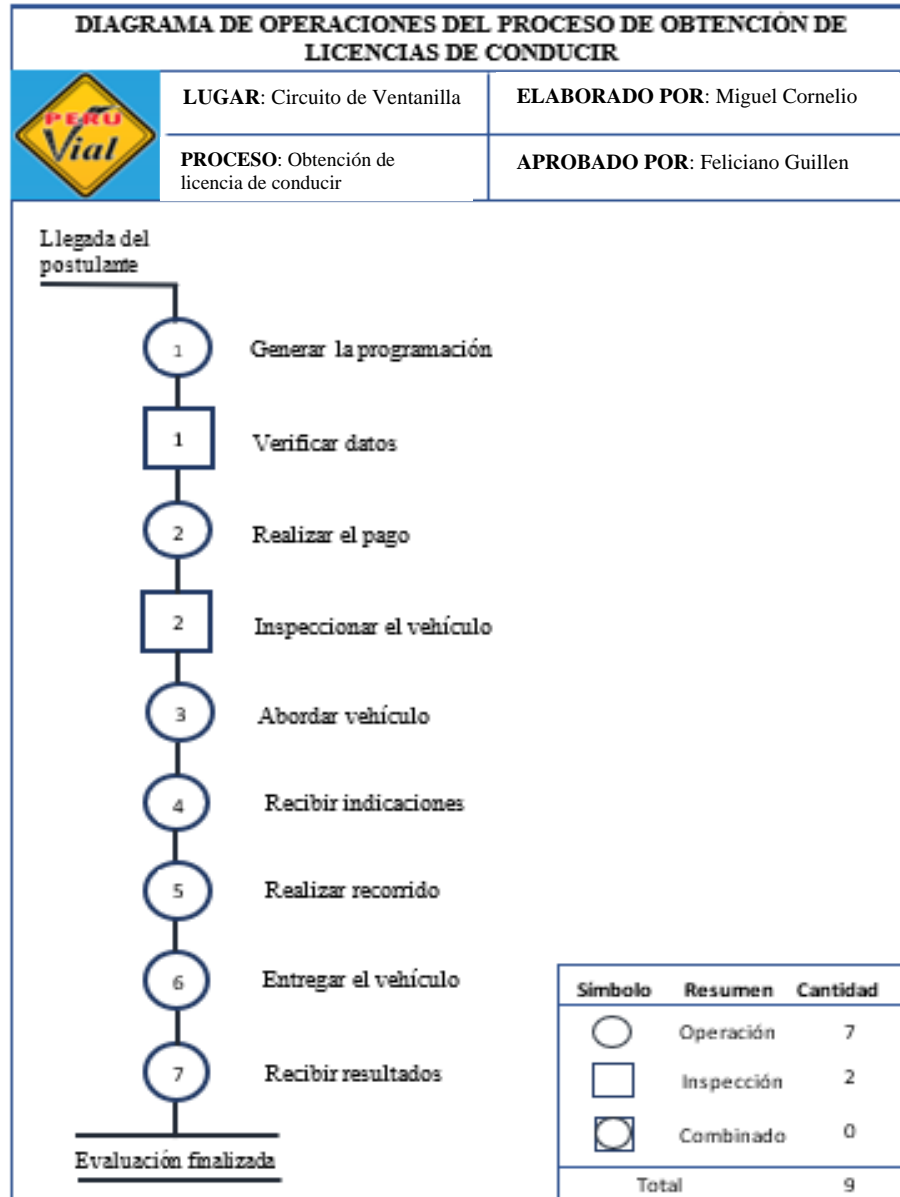 DIAGRAMA DE OPERACIONES DEL PROCESO DE OBTENCIÓN DE
LICENCIAS DE CONDUCIR
PERU
Vial
LUGAR: Circuito de Ventanilla
ELABORADO POR: Miguel Cornelio
PROCESO: Obtención de
licencia de conducir
APROBADO POR: Feliciano Guillen
Llegada del
postulante
1 Generar la programación
1 Verificar datos
2 Realizar el pago
2 Inspeccionar el vehículo
3 Abordar vehículo
4 Recibir indicaciones
5 Realizar recorrido
6 Entregar el vehículo
7 Recibir resultados
Evaluación finalizada
Simbolo Resumen Cantidad
Operación 7
Inspección 2
Combinado 0
Total 9